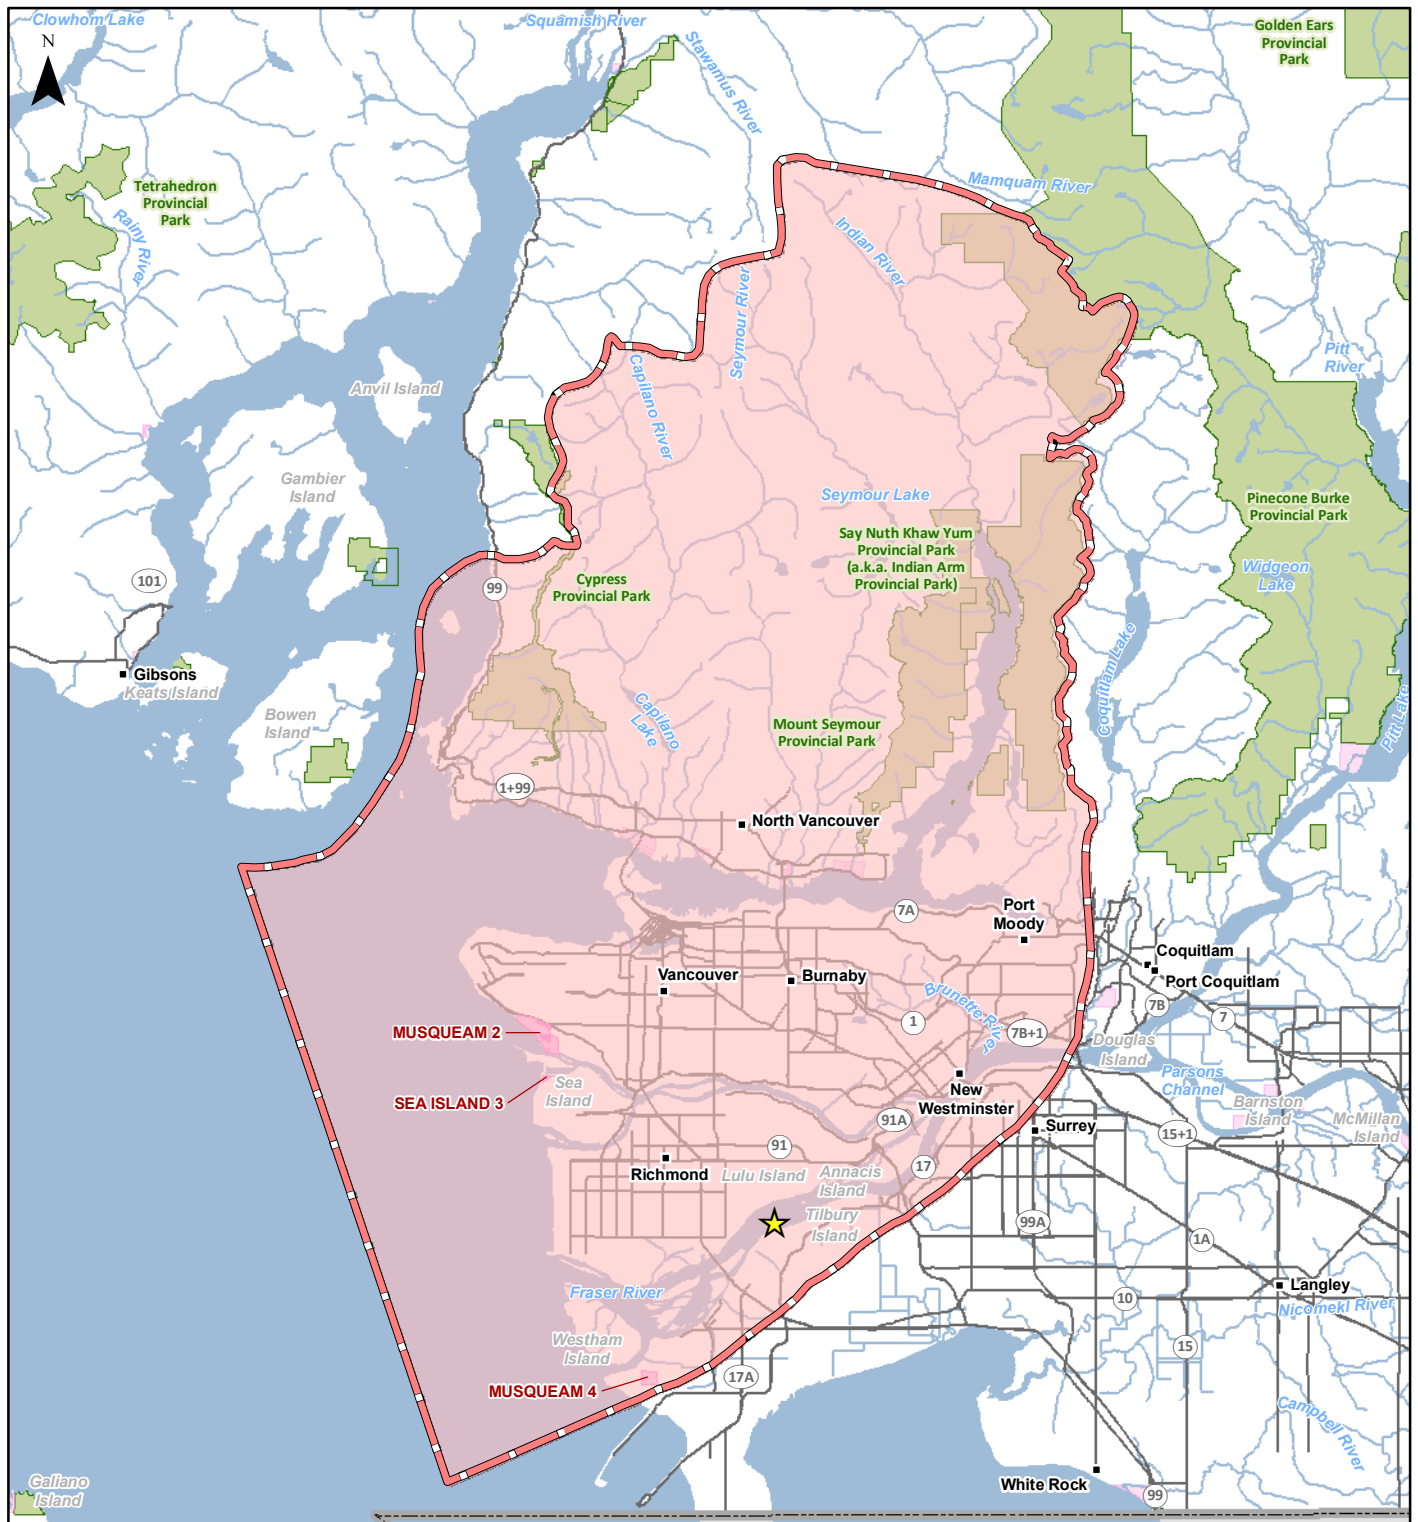 Clowhom Lake
Squamish River
Golden Ears
Provincial
Park
N
Stawamus River
Tetrahedron
Provincial
Park
Mamquam River
Rainy River
Indian River
Seymour River
Pitt
River
Capilano River
Anvil Island
Gambier
Island
Seymour Lake
Pinecone Burke
Provincial Park
Say Nuth Khaw Yum
Provincial Park
(a.k.a. Indian Arm
Provincial Park)
101
99
Cypress
Provincial Park
Widgeon
Lake
Coquitlam Lake
Gibsons
Keats Island
Bowen
Island
Capilano
Lake
Mount Seymour
Provincial Park
Pitt Lake
1+99
North Vancouver
7A
Port
Moody
Coquitlam
Port Coquitlam
Vancouver
Burnaby
Brunette River
7B
7
MUSQUEAM 2
1
7B+1
Douglas
Island
Parsons
Channel
SEA ISLAND 3
Sea
Island
New
Westminster
Barnston
Island
McMillan
Island
91A
Surrey
15+1
91
Richmond
Lulu Island
Annacis
Island
17
Tilbury
Island
99A
1A
Fraser River
Langley
10
Nicomekl River
Westham
Island
15
MUSQUEAM 4
17A
Campbell River
Galiano
Island
White Rock
99